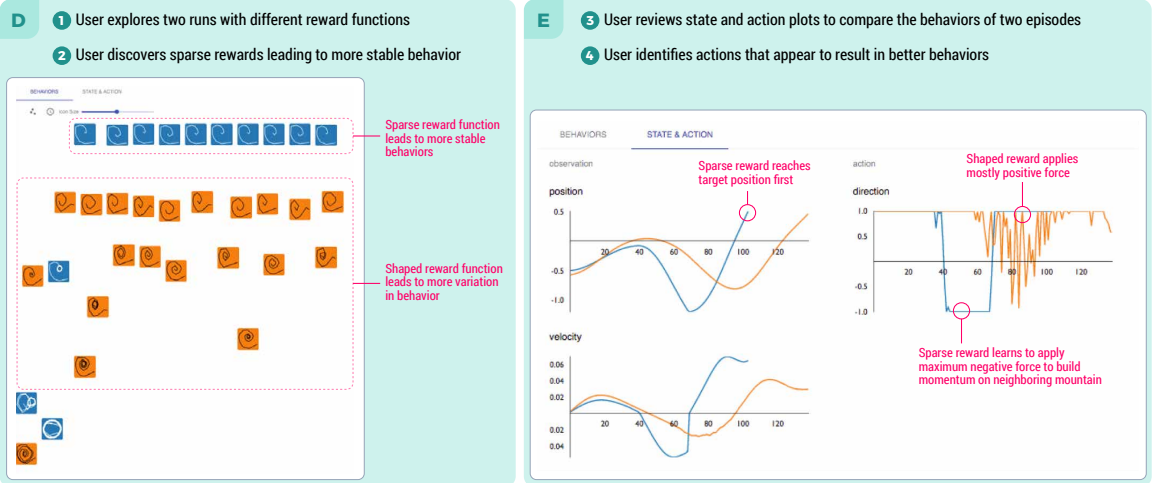 D
1 User explores two runs with different reward functions
2 User discovers sparse rewards leading to more stable behavior
BEHAVIORS STATE & ACTION
Icon Size
Sparse reward function
leads to more stable
behaviors
Shaped reward function
leads to more variation
in behavior
E
3 User reviews state and action plots to compare the behaviors of two episodes
4 User identifies actions that appear to result in better behaviors
BEHAVIORS STATE & ACTION
observation
position
Sparse reward reaches
target position first
0.5
-0.5
-1.0
20 40 60 80 100 120
velocity
0.06
0.04
0.02
0.02
0.04
20 40 60 80 100 120
action
direction
Shaped reward applies
mostly positive force
1.0
0.5
-0.5
-1.0
20 40 60 80 100 120
Sparse reward learns to apply
maximum negative force to build
momentum on neighboring mountain